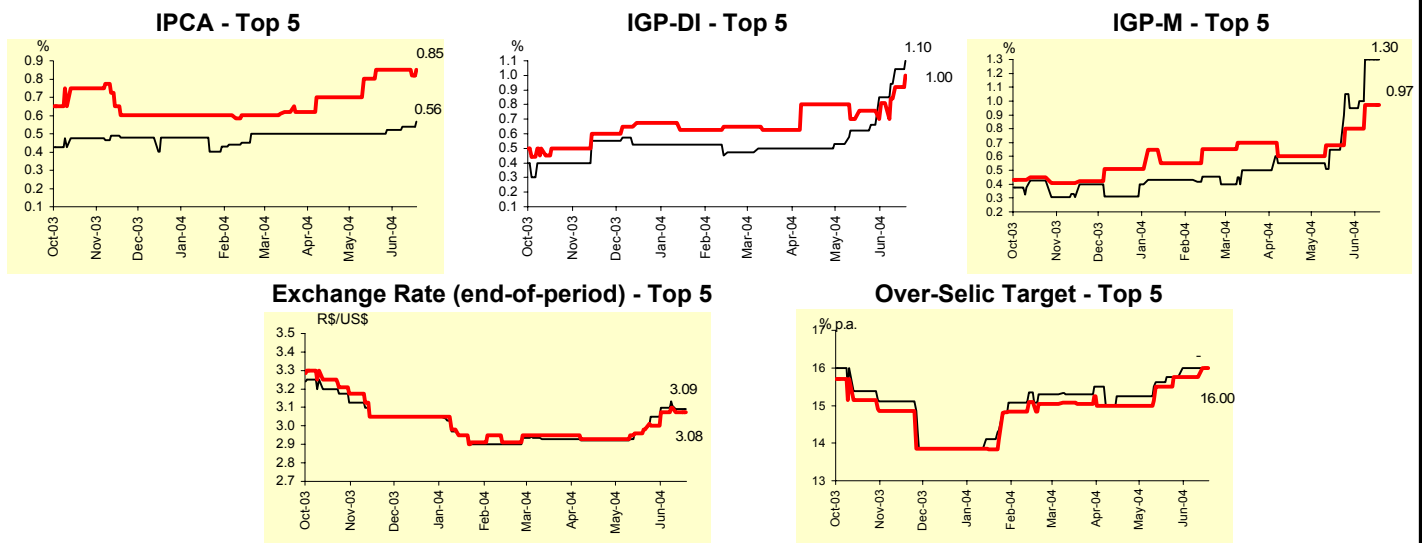 IPCA - Top 5
%
0.9
0.8
0.7
0.6
0.5
0.4
0.3
0.2
0.1
0.85
0.56
Oct-03
Nov-03
Dec-03
Jan-04
Feb-04
Mar-04
Apr-04
May-04
Jun-04
IGP-DI - Top 5
%
1.1
1.0
0.9
0.8
0.7
0.6
0.5
0.4
0.3
0.2
0.1
1.10
1.00
Oct-03
Nov-03
Dec-03
Jan-04
Feb-04
Mar-04
Apr-04
May-04
Jun-04
IGP-M - Top 5
%
1.3
1.2
1.1
1.0
0.9
0.8
0.7
0.6
0.5
0.4
0.3
0.2
1.30
0.97
Oct-03
Nov-03
Dec-03
Jan-04
Feb-04
Mar-04
Apr-04
May-04
Jun-04
Exchange Rate (end-of-period) - Top 5
R$/US$
3.5
3.4
3.3
3.2
3.1
3.0
2.9
2.8
2.7
3.09
3.08
Oct-03
Nov-03
Dec-03
Jan-04
Feb-04
Mar-04
Apr-04
May-04
Jun-04
Over-Selic Target - Top 5
% p.a.
17
16
15
14
13
-
16.00
Oct-03
Nov-03
Dec-03
Jan-04
Feb-04
Mar-04
Apr-04
May-04
Jun-04